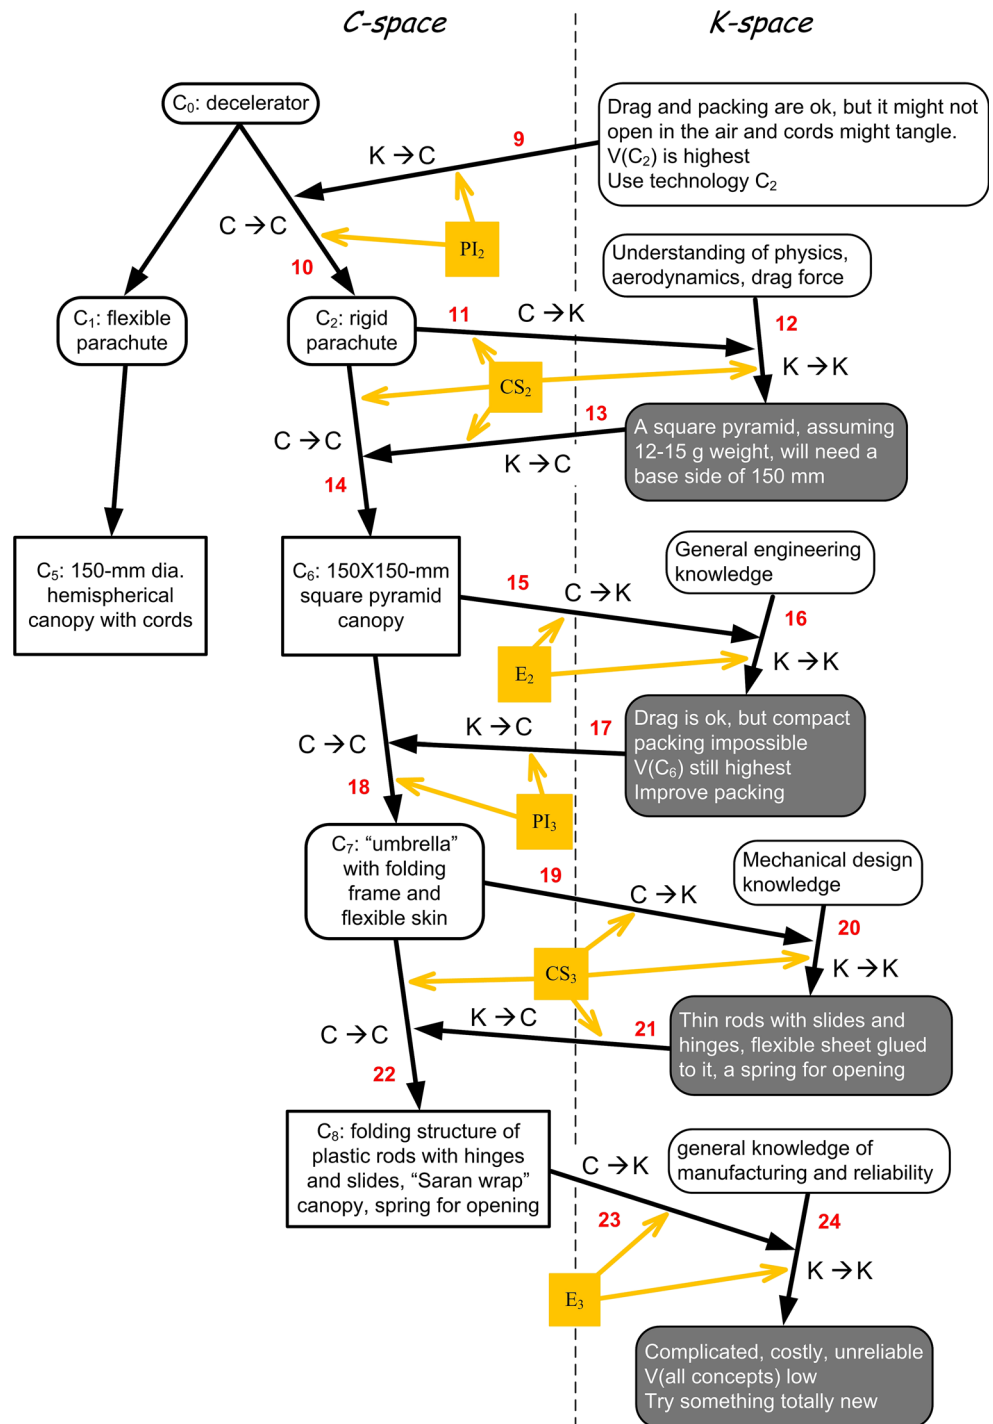 C-space
K-space
C₀: decelerator
Drag and packing are ok, but it might not
open in the air and cords might tangle.
V(C₂) is highest
Use technology C₂
9
K → C
C → C
PI₂
10
Understanding of physics,
aerodynamics, drag force
C₁: flexible
parachute
C₂: rigid
parachute
11
C → K
12
K → K
CS₂
13
C → C
K → C
14
A square pyramid, assuming
12-15 g weight, will need a
base side of 150 mm
C₅: 150-mm dia.
hemispherical
canopy with cords
C₆: 150X150-mm
square pyramid
canopy
15
C → K
General engineering
knowledge
16
K → K
E₂
17
K → C
C → C
18
PI₃
Drag is ok, but compact
packing impossible
V(C₆) still highest
Improve packing
C₇: “umbrella”
with folding
frame and
flexible skin
19
C → K
Mechanical design
knowledge
20
K → K
CS₃
K → C
21
C → C
22
Thin rods with slides and
hinges, flexible sheet glued
to it, a spring for opening
C₈: folding structure of
plastic rods with hinges
and slides, “Saran wrap”
canopy, spring for opening
C → K
23
general knowledge of
manufacturing and reliability
24
K → K
E₃
Complicated, costly, unreliable
V(all concepts) low
Try something totally new